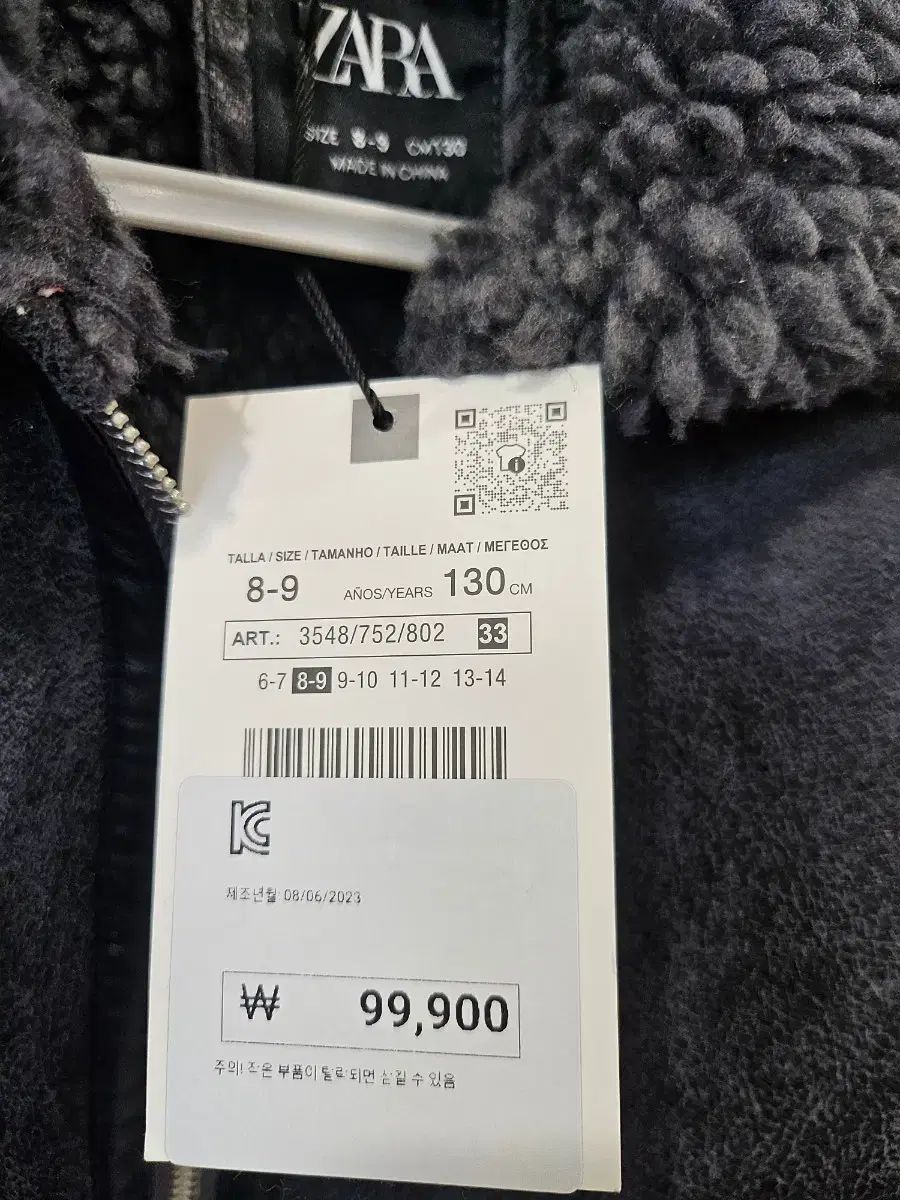 ZARA
SIZE 8-9 CM130
MADE IN CHINA
TALLA / SIZE / TAMANHO / TAILLE / MAAT / ΜΕΓΕΘΟΣ
8-9 AÑOS/YEARS 130 CM
ART.: 3548/752/802 33
6-7 8-9 9-10 11-12 13-14
KC
제조년월 08/06/2023
₩ 99,900
주의! 작은 부품이 탈락되면 삼킬 수 있음